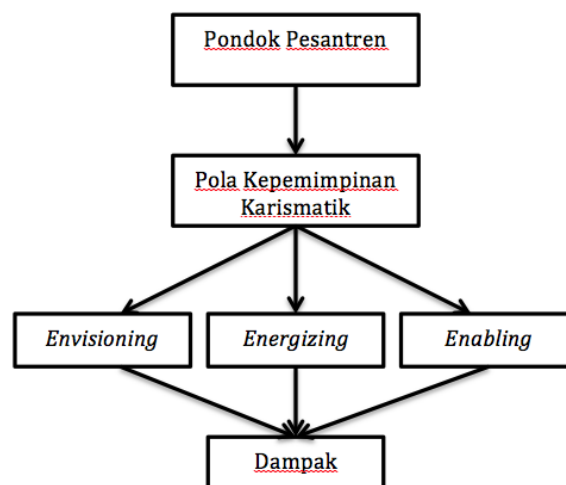 Pondok Pesantren
Pola Kepemimpinan
Karismatik
Envisioning
Energizing
Enabling
Dampak